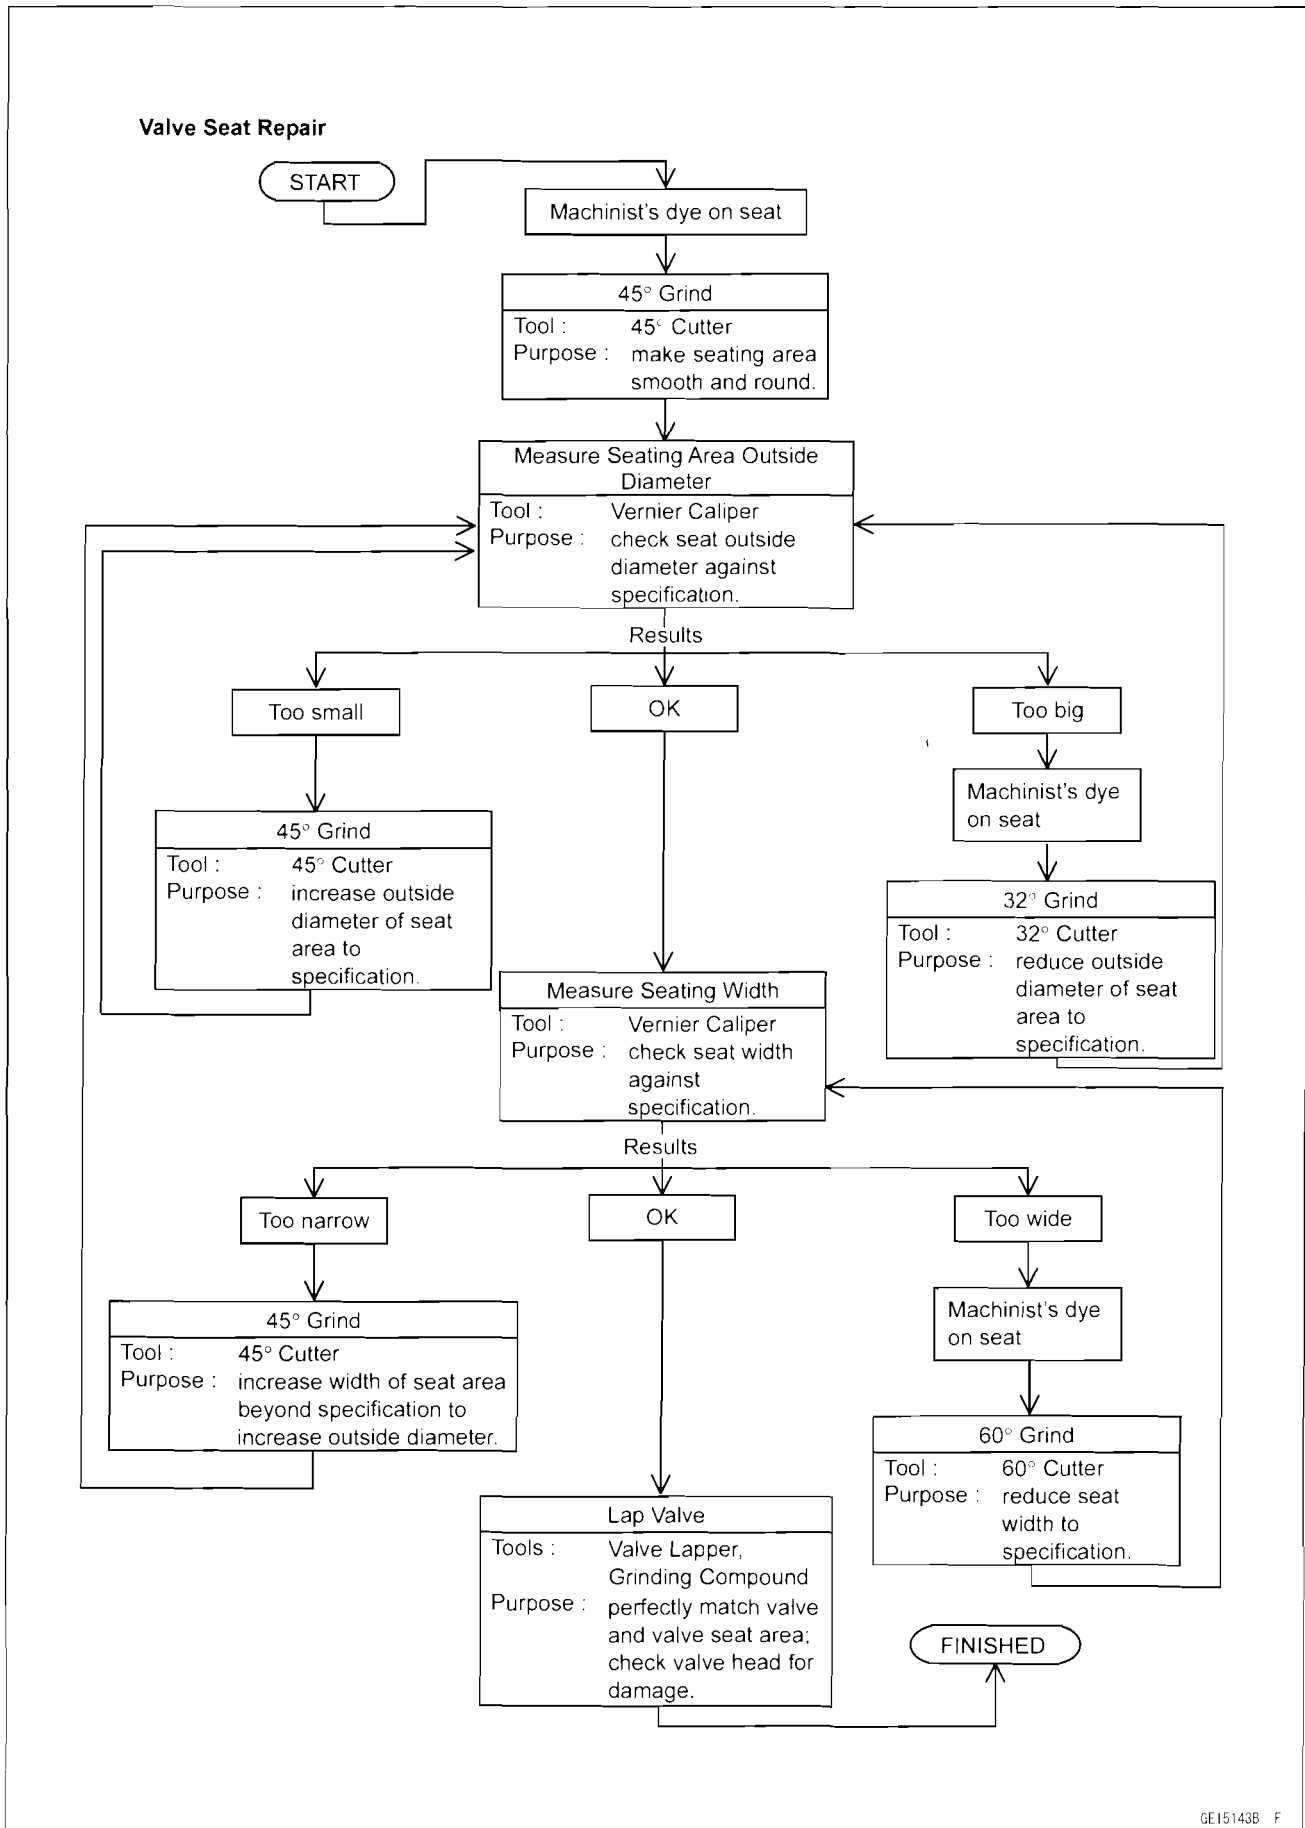 Valve Seat Repair
START
Machinist's dye on seat
45° Grind
Tool : 45° Cutter
Purpose : make seating area
smooth and round.
Measure Seating Area Outside
Diameter
Tool : Vernier Caliper
Purpose : check seat outside
diameter against
specification.
Results
Too small
OK
Too big
Machinist's dye
on seat
45° Grind
Tool : 45° Cutter
Purpose : increase outside
diameter of seat
area to
specification.
32° Grind
Tool : 32° Cutter
Purpose : reduce outside
diameter of seat
area to
specification.
Measure Seating Width
Tool : Vernier Caliper
Purpose : check seat width
against
specification.
Results
Too narrow
OK
Too wide
Machinist's dye
on seat
45° Grind
Tool : 45° Cutter
Purpose : increase width of seat area
beyond specification to
increase outside diameter.
60° Grind
Tool : 60° Cutter
Purpose : reduce seat
width to
specification.
Lap Valve
Tools : Valve Lapper,
Grinding Compound
Purpose : perfectly match valve
and valve seat area;
check valve head for
damage.
FINISHED
GEI5143B F